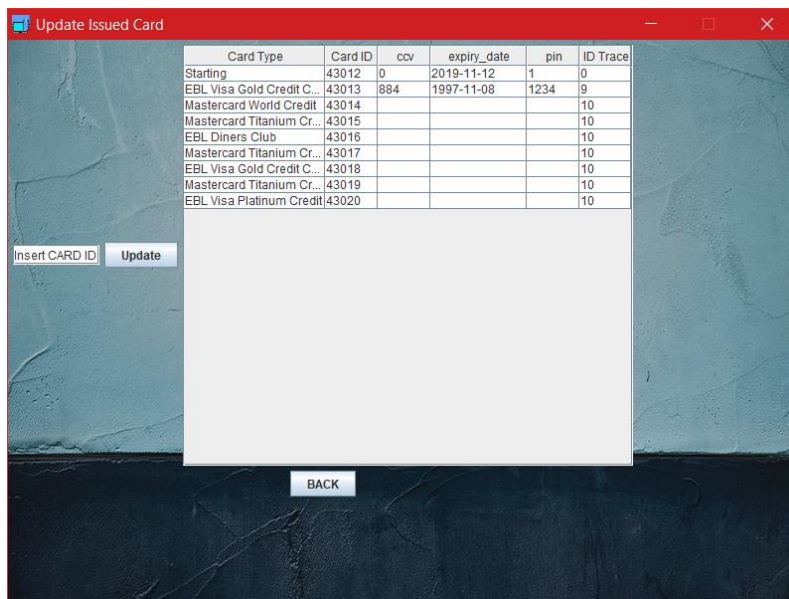 Update Issued Card
Card Type Card ID ccv expiry_date pin ID Trace
Starting 43012 0 2019-11-12 1 0
EBL Visa Gold Credit C... 43013 884 1997-11-08 1234 9
Mastercard World Credit 43014 10
Mastercard Titanium Cr... 43015 10
EBL Diners Club 43016 10
Mastercard Titanium Cr... 43017 10
EBL Visa Gold Credit C... 43018 10
Mastercard Titanium Cr... 43019 10
EBL Visa Platinum Credit 43020 10
Insert CARD ID Update
BACK